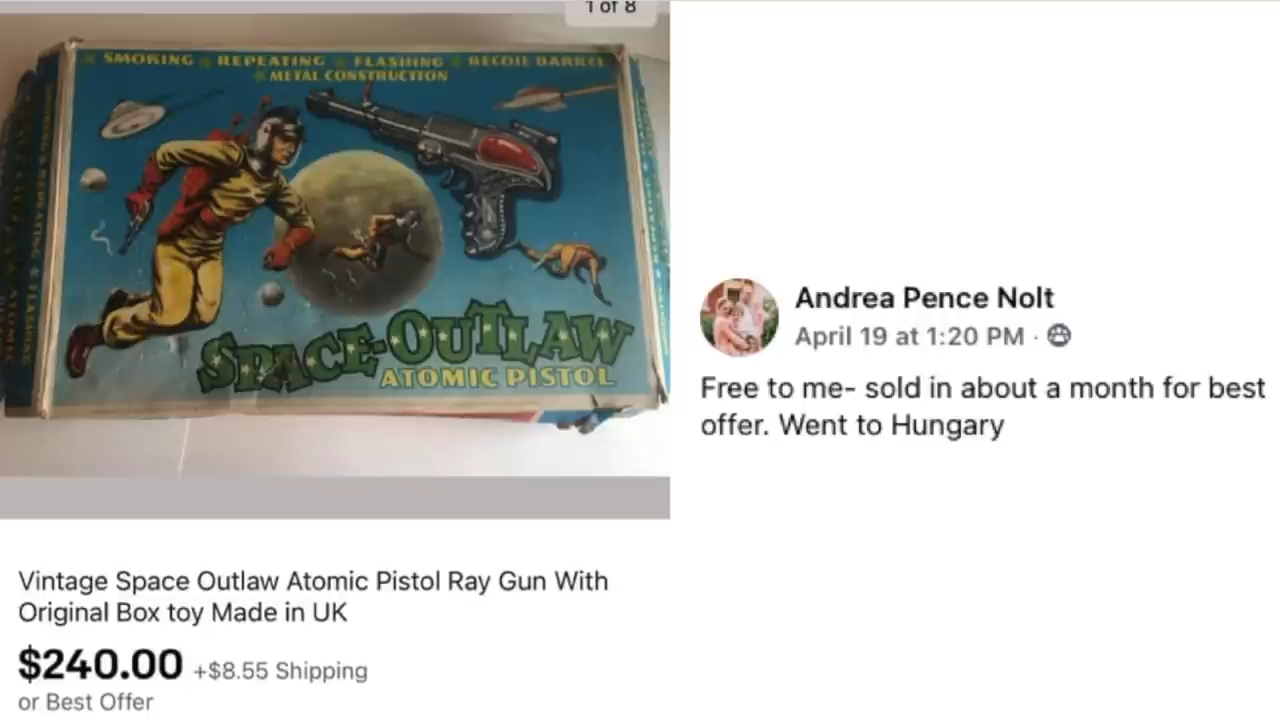 1 of 8
SMOKING REPEATING FLASHING RECOIL BARREL
METAL CONSTRUCTION
SPACE-OUTLAW
ATOMIC PISTOL
Andrea Pence Nolt
April 19 at 1:20 PM ·
Free to me- sold in about a month for best
offer. Went to Hungary
Vintage Space Outlaw Atomic Pistol Ray Gun With
Original Box toy Made in UK
$240.00 +$8.55 Shipping
or Best Offer